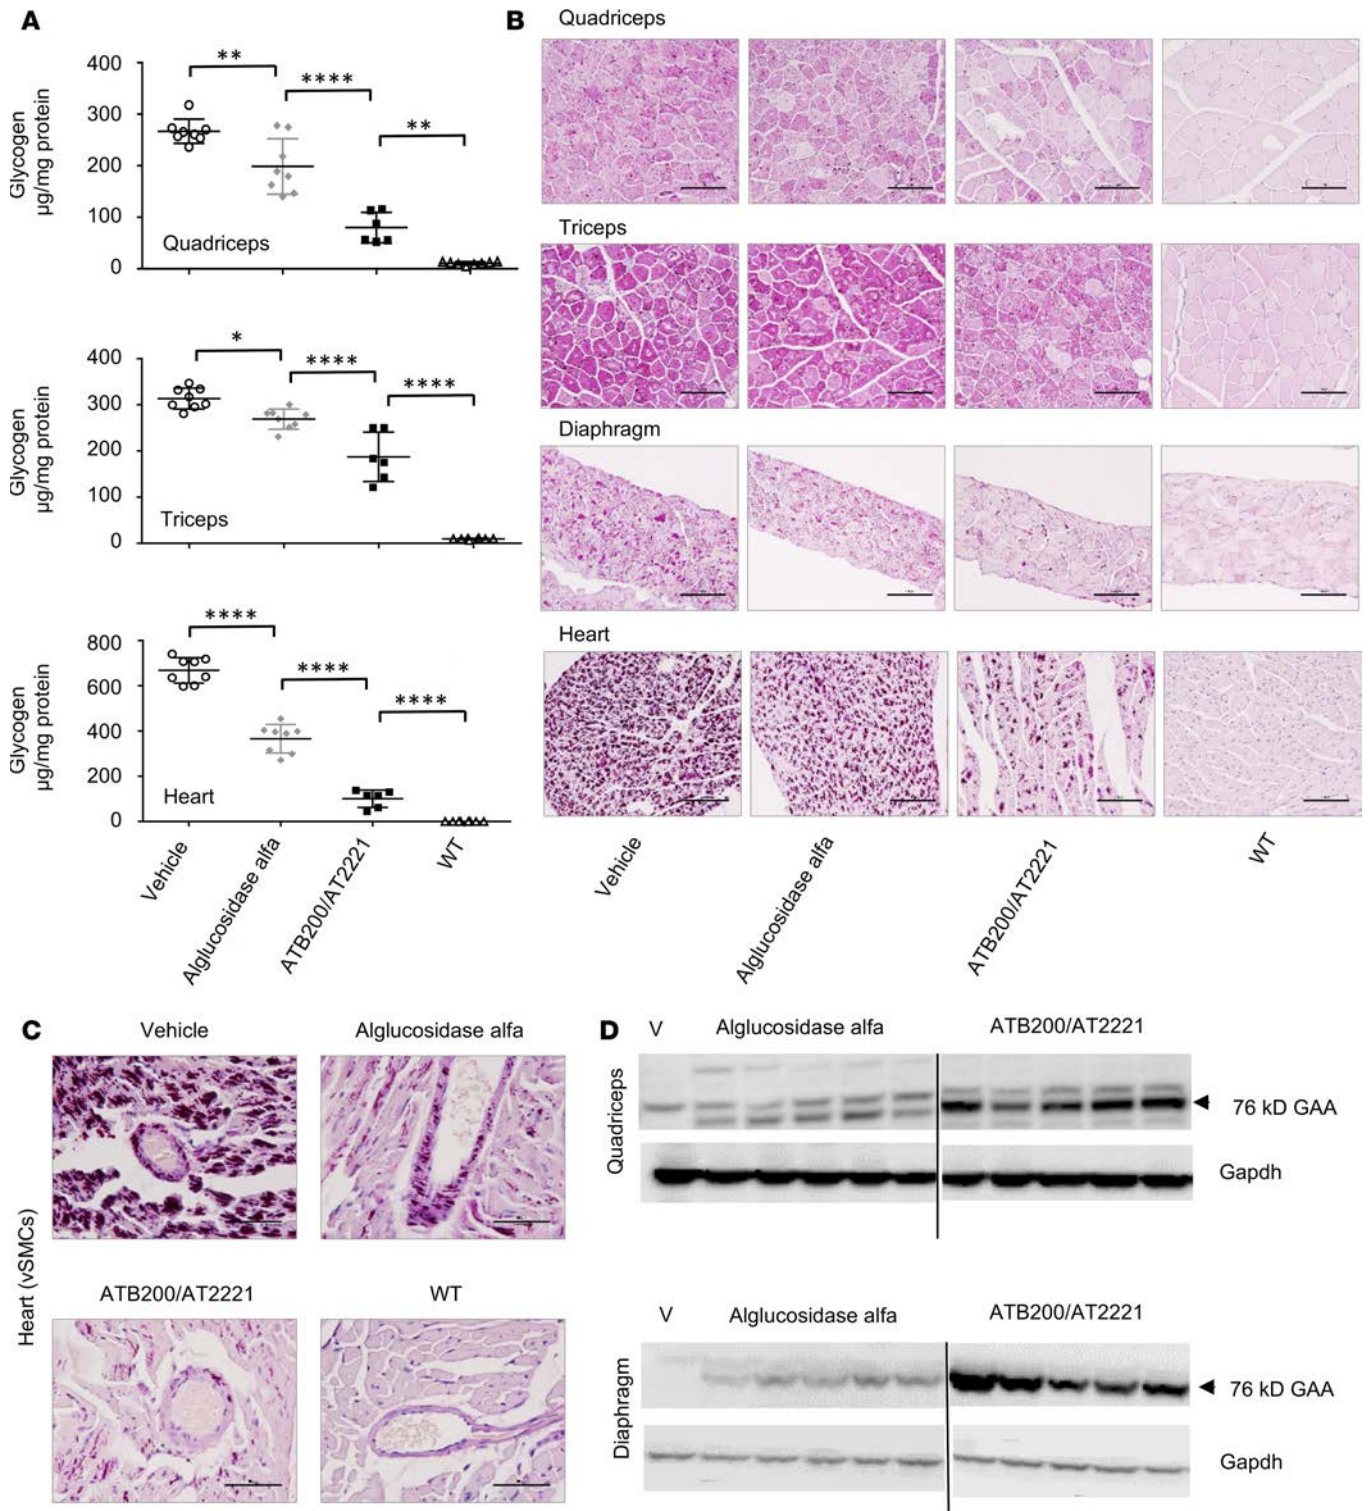 A
400
300
200
100
0
Glycogen
µg/mg protein
**
****
**
Quadriceps
400
300
200
100
0
Glycogen
µg/mg protein
*
****
****
Triceps
800
600
400
200
0
Glycogen
µg/mg protein
****
****
****
Heart
Vehicle
Alglucosidase alfa
ATB200/AT2221
WT
B
Quadriceps
Triceps
Diaphragm
Heart
Vehicle
Alglucosidase alfa
ATB200/AT2221
WT
C
Heart (vSMCs)
Vehicle
Alglucosidase alfa
ATB200/AT2221
WT
D
Quadriceps
V
Alglucosidase alfa
ATB200/AT2221
76 kD GAA
Gapdh
Diaphragm
V
Alglucosidase alfa
ATB200/AT2221
76 kD GAA
Gapdh